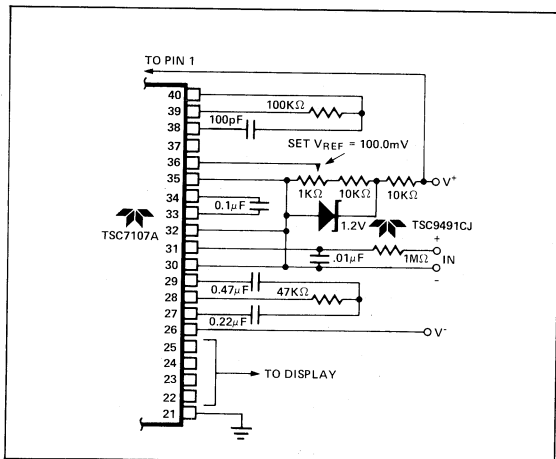 TO PIN 1
40
39
100KΩ
38
100pF
37
SET VREF = 100.0mV
36
35
1KΩ
10KΩ
10KΩ
V+
34
0.1μF
33
1.2V
TSC9491CJ
TSC7107A
32
31
+
.01μF
1MΩ
IN
30
-
29
0.47μF
47KΩ
28
27
0.22μF
26
V-
25
24
TO DISPLAY
23
22
21